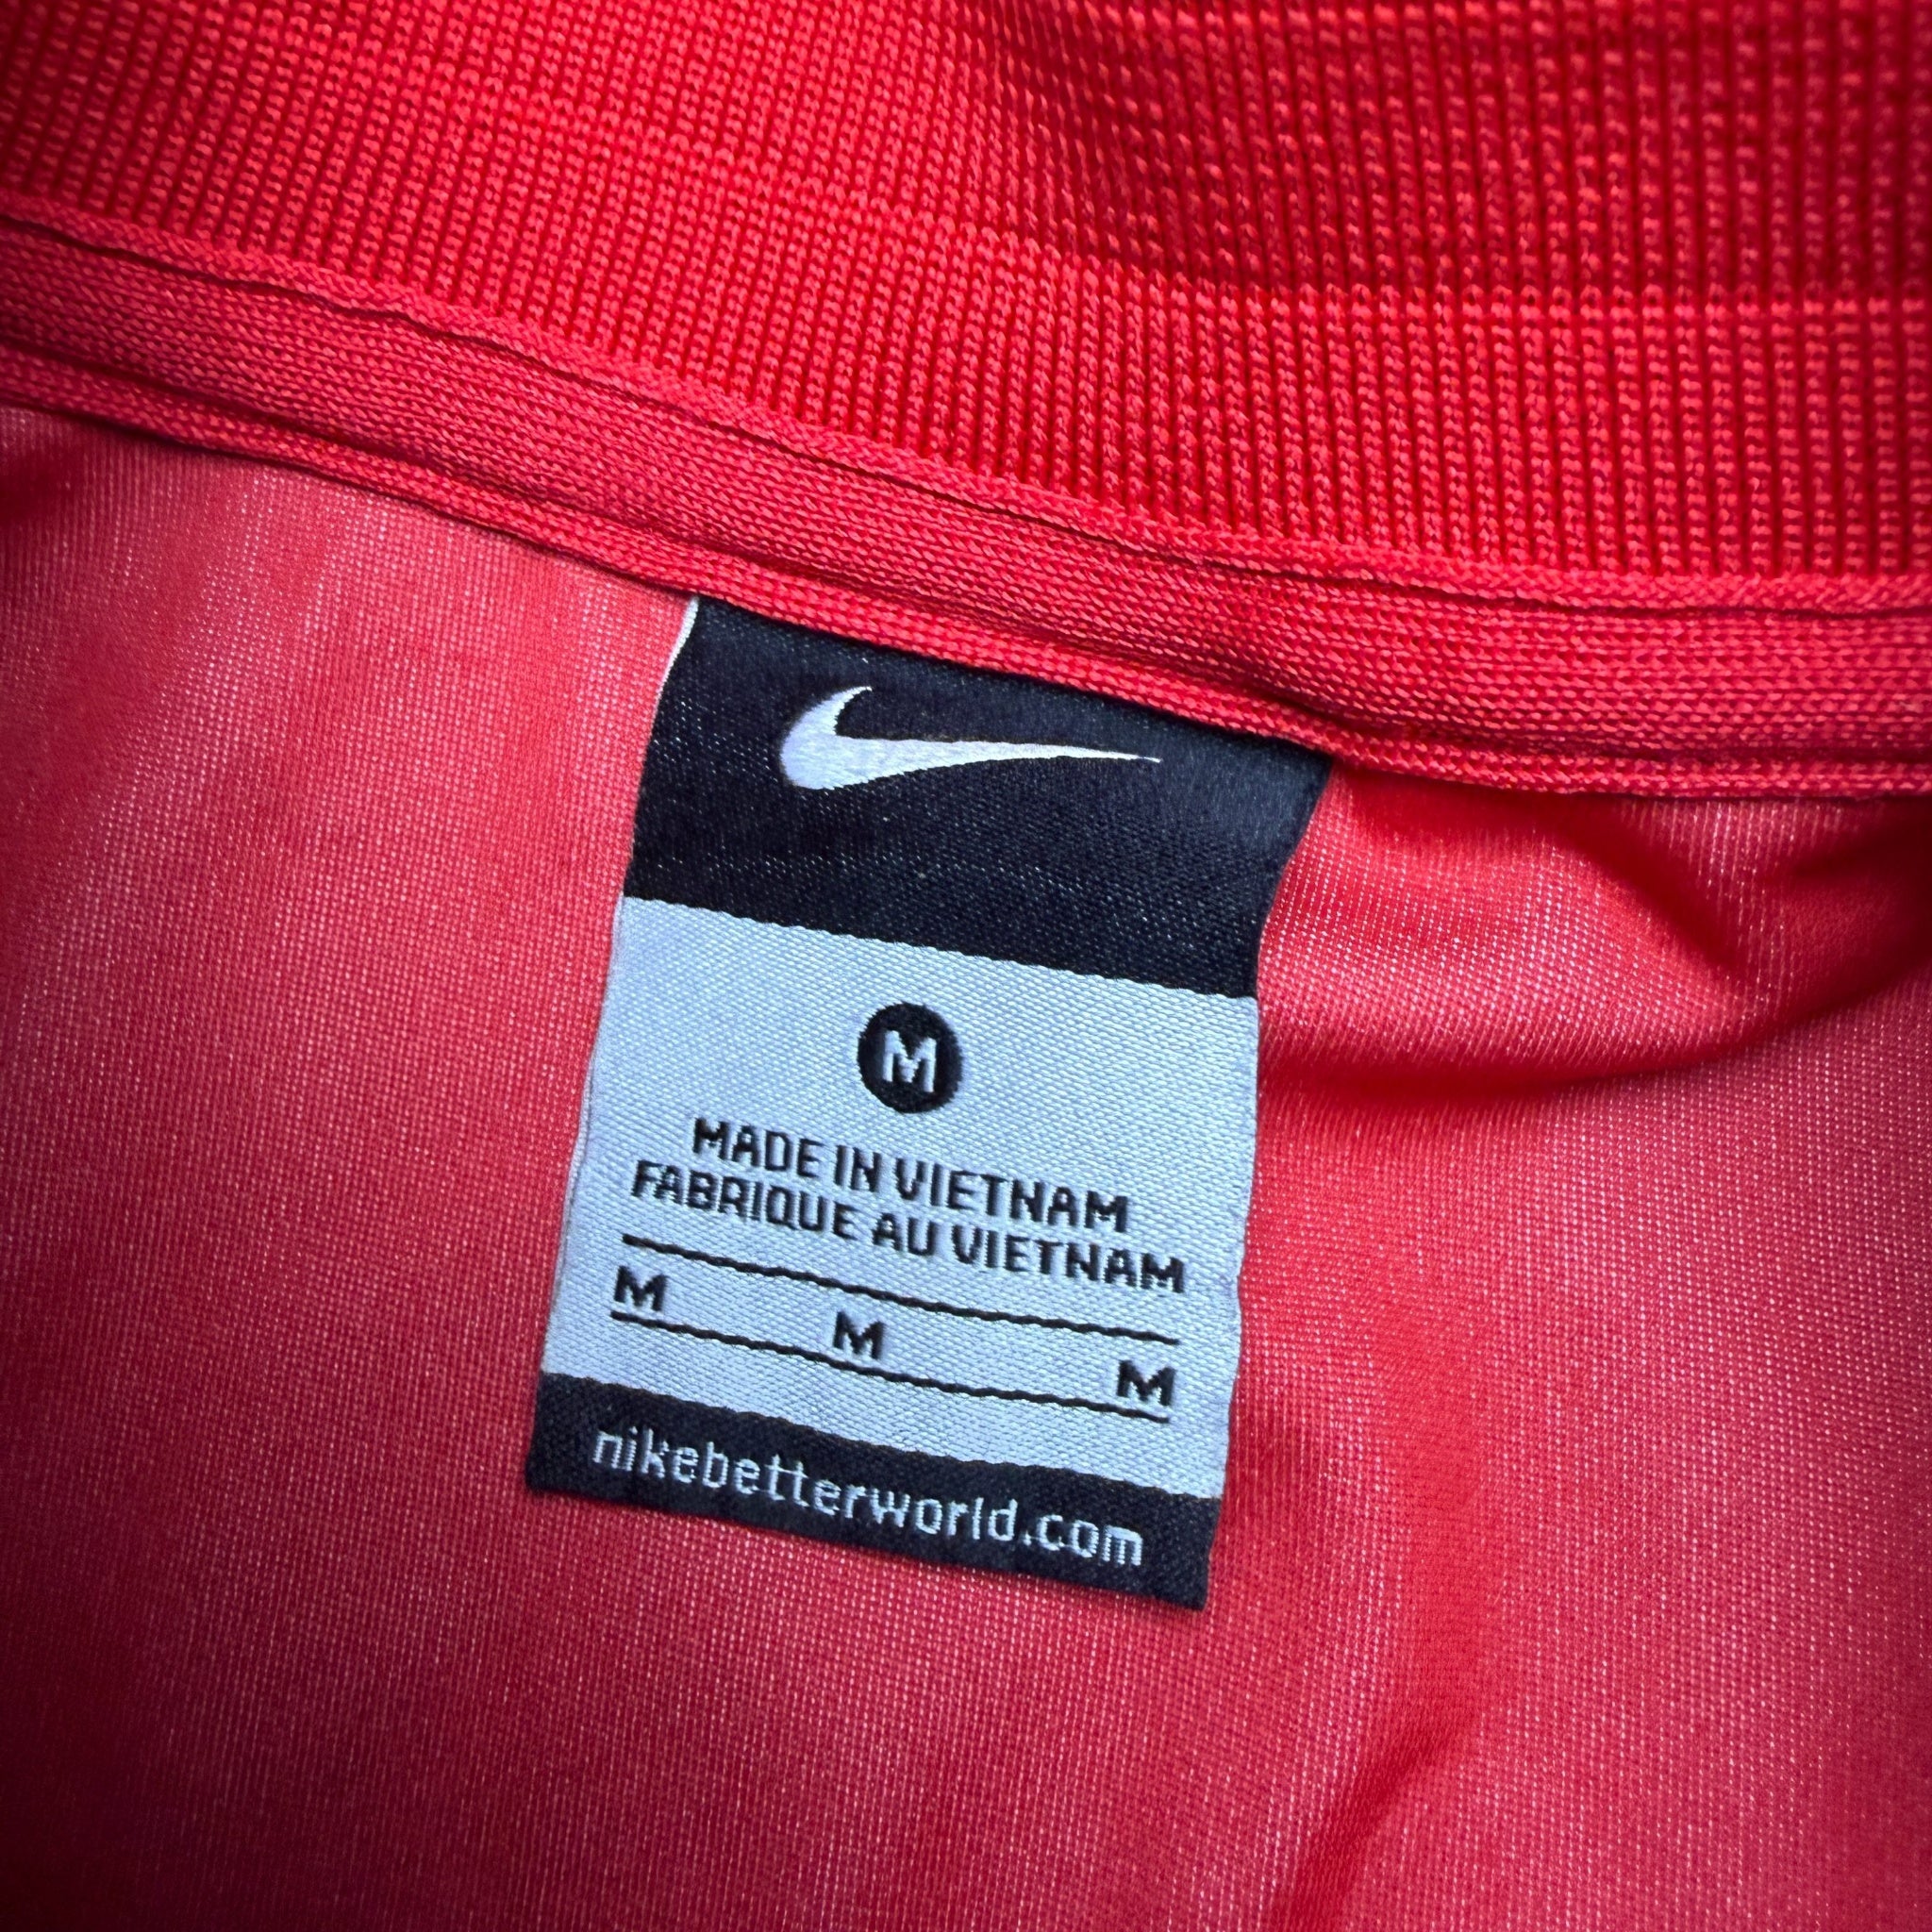 M
MADE IN VIETNAM
FABRIQUE AU VIETNAM
M M M
nikebetterworld.com